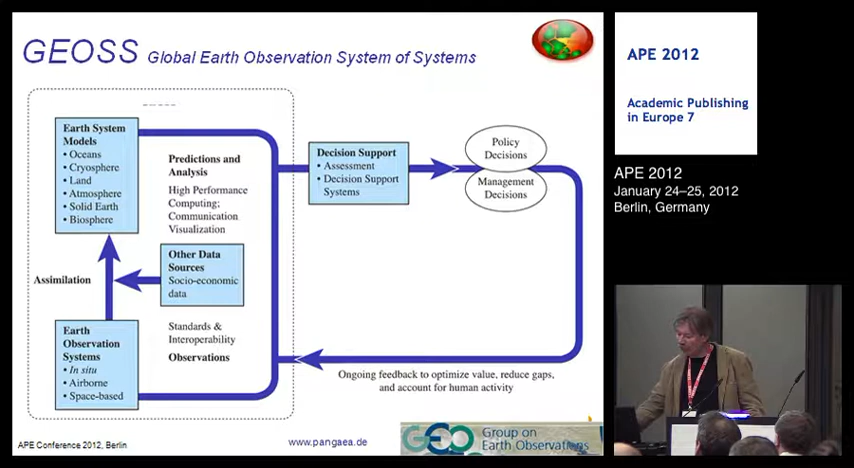 GEOSS Global Earth Observation System of Systems
Earth System
Models
• Oceans
• Cryosphere
• Land
• Atmosphere
• Solid Earth
• Biosphere
Predictions and
Analysis
High Performance
Computing;
Communication
Visualization
Other Data
Sources
Socio-economic
data
Assimilation
Earth
Observation
Systems
• In situ
• Airborne
• Space-based
Standards &
Interoperability
Observations
Decision Support
• Assessment
• Decision Support
Systems
Policy
Decisions
Management
Decisions
Ongoing feedback to optimize value, reduce gaps,
and account for human activity
APE Conference 2012, Berlin
www.pangaea.de
GEO Group on
Earth Observations
APE 2012
Academic Publishing
in Europe 7
APE 2012
January 24–25, 2012
Berlin, Germany